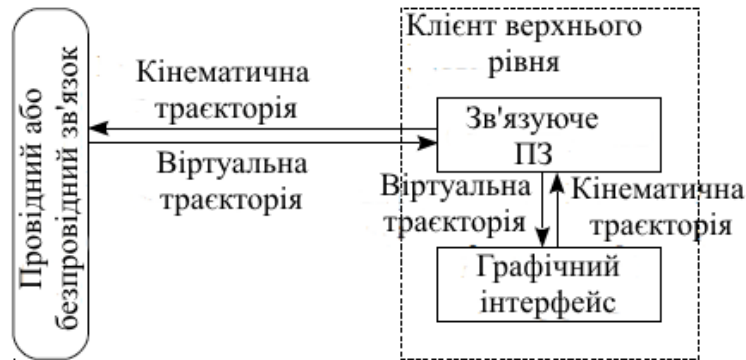 Провідний або
безпровідний зв'язок
Кінематична
траєкторія
Віртуальна
траєкторія
Клієнт верхнього
рівня
Зв'язуюче
ПЗ
Віртуальна
траєкторія
Кінематична
траєкторія
Графічний
інтерфейс